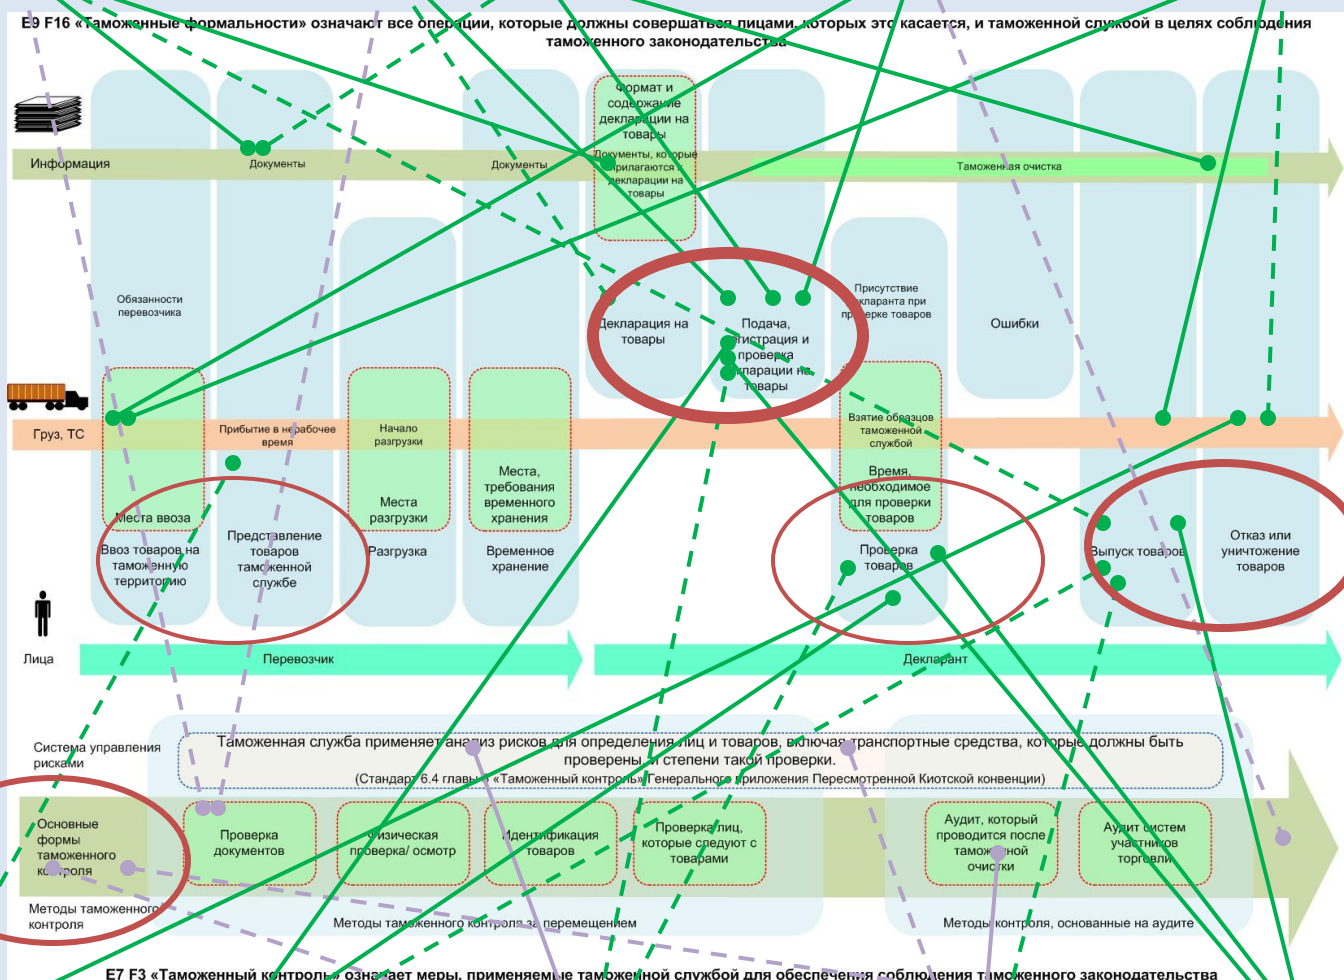 E9 F16 «Таможенные формальности» означают все операции, которые должны совершаться лицами, которых это касается, и таможенной службой в целях соблюдения
таможенного законодательства
Формат и
содержание
декларации на
товары
Информация
Документы
Документы
Документы, которые
прилагаются к
декларации на
товары
Таможенная очистка
Обязанности
перевозчика
Декларация на
товары
Подача,
регистрация и
проверка
декларации на
товары
Присутствие
декларанта при
проверке товаров
Ошибки
Груз, ТС
Прибытие в нерабочее
время
Начало
разгрузки
Взятие образцов
таможенной
службой
Места ввоза
Места
разгрузки
Места,
требования
временного
хранения
Время,
необходимое
для проверки
товаров
Ввоз товаров на
таможенную
территорию
Представление
товаров
таможенной
службе
Разгрузка
Временное
хранение
Проверка
товаров
Выпуск товаров
Отказ или
уничтожение
товаров
Лица
Перевозчик
Декларант
Система управления
рисками
Таможенная служба применяет анализ рисков для определения лиц и товаров, включая транспортные средства, которые должны быть
проверены, и степени такой проверки.
(Стандарт 6.4 главы 6 «Таможенный контроль» Генерального приложения Пересмотренной Киотской конвенции)
Основные
формы
таможенного
контроля
Проверка
документов
Физическая
проверка/ осмотр
Идентификация
товаров
Проверка лиц,
которые следуют с
товарами
Аудит, который
проводится после
таможенной
очистки
Аудит систем
участников
торговли
Методы таможенного
контроля
Методы таможенного контроля за перемещением
Методы контроля, основанные на аудите
E7 F3 «Таможенный контроль» означает меры, применяемые таможенной службой для обеспечения соблюдения таможенного законодательства